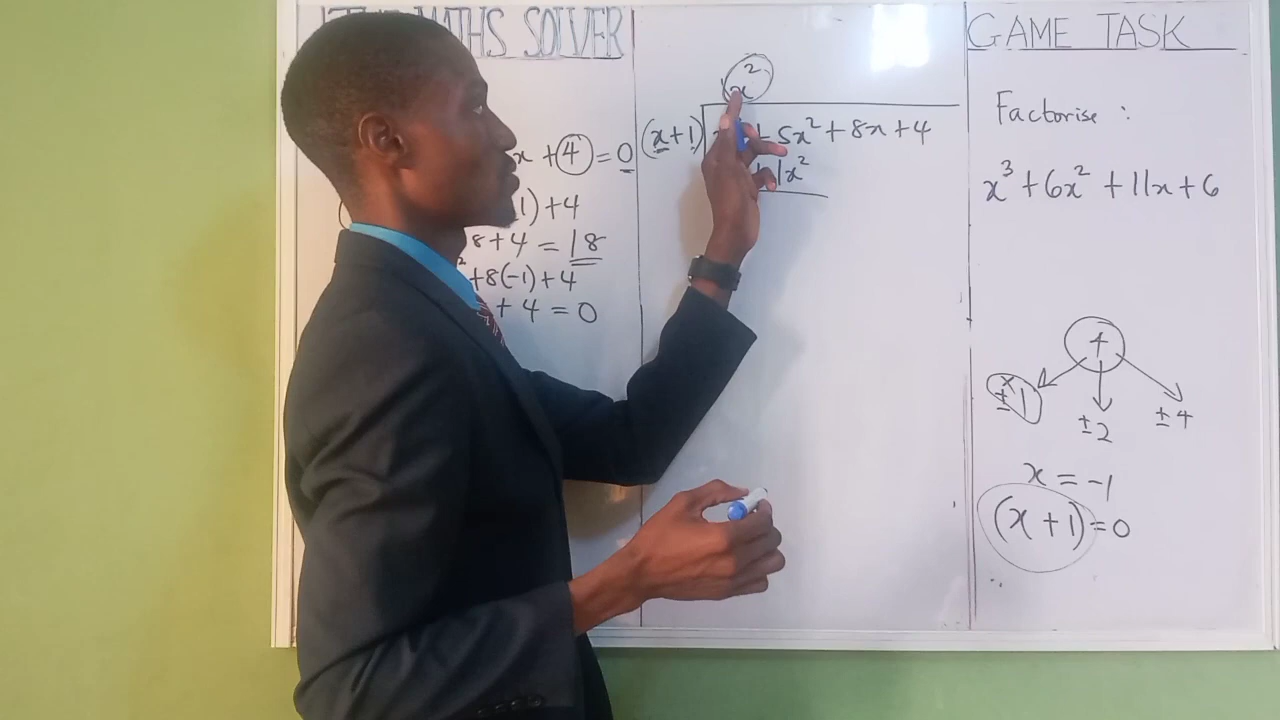 MATHS SOLVER
x + 4 = 0
1) + 4
8 + 4 = 18
+ 8(-1) + 4
+ 4 = 0
x²
(x+1) + 5x² + 8x + 4
+ 1x²
GAME TASK
Factorise :
x³ + 6x² + 11x + 6
4
± 1
± 2
± 4
x = -1
(x + 1) = 0